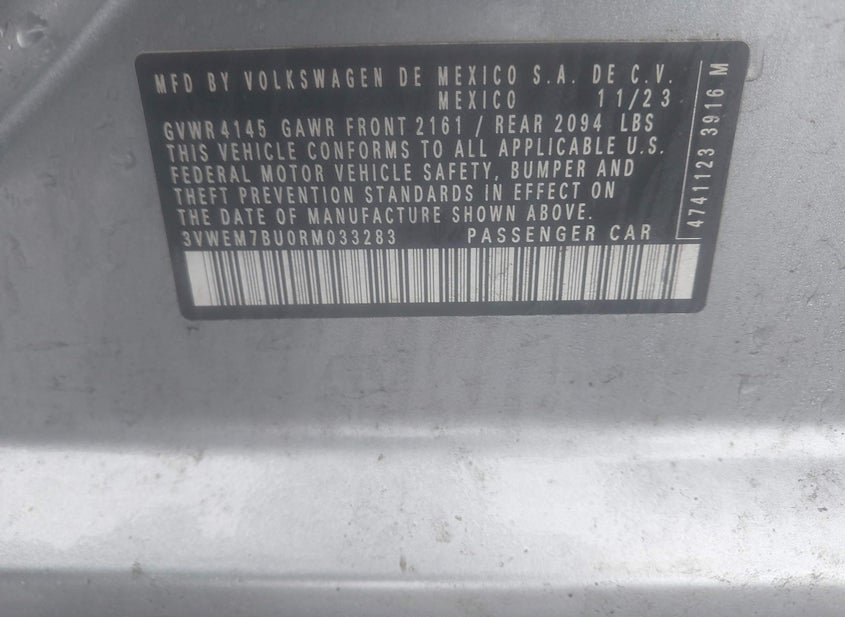 MFD BY VOLKSWAGEN DE MEXICO S.A. DE C.V.
MEXICO 11/23
GVWR 4145 GAWR FRONT 2161 / REAR 2094 LBS
THIS VEHICLE CONFORMS TO ALL APPLICABLE U.S.
FEDERAL MOTOR VEHICLE SAFETY, BUMPER AND
THEFT PREVENTION STANDARDS IN EFFECT ON
THE DATE OF MANUFACTURE SHOWN ABOVE.
3VWEM7BU0RM033283 PASSENGER CAR
4741123 3916 M